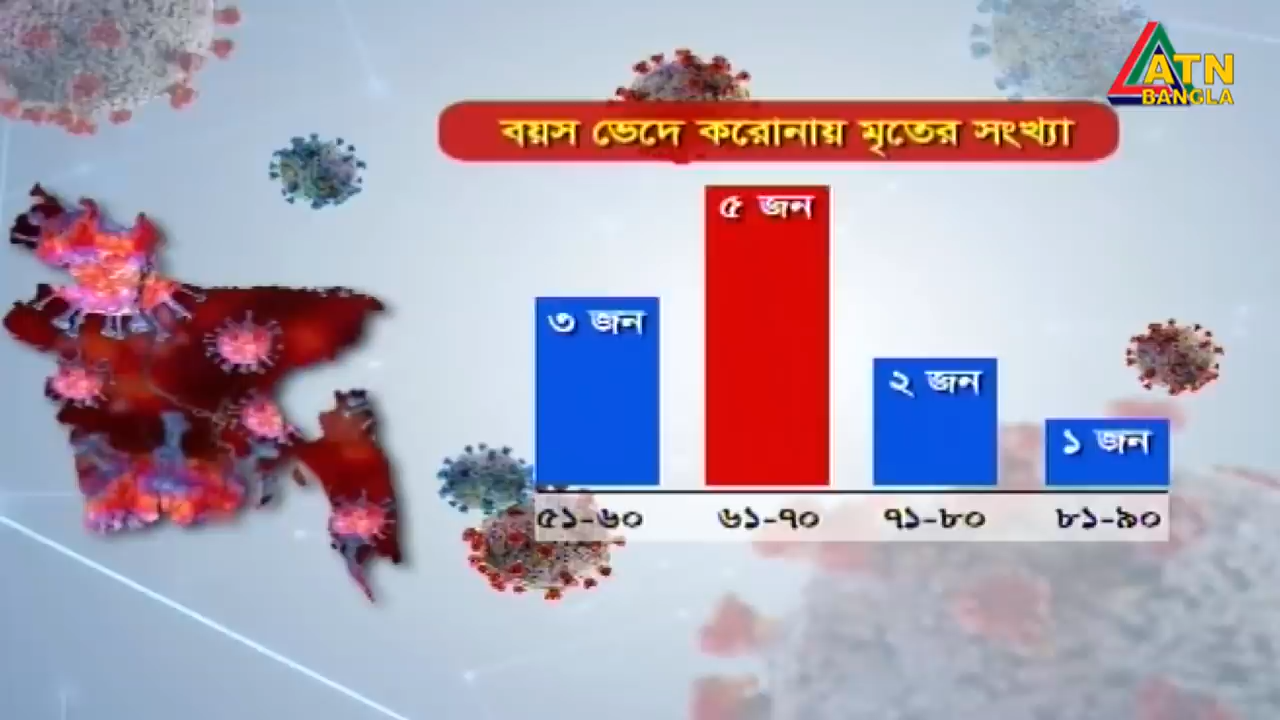 ATN
BANGLA
বয়স ভেদে করোনায় মৃতের সংখ্যা
৩ জন
৫ জন
২ জন
১ জন
৫১-৬০
৬১-৭০
৭১-৮০
৮১-৯০